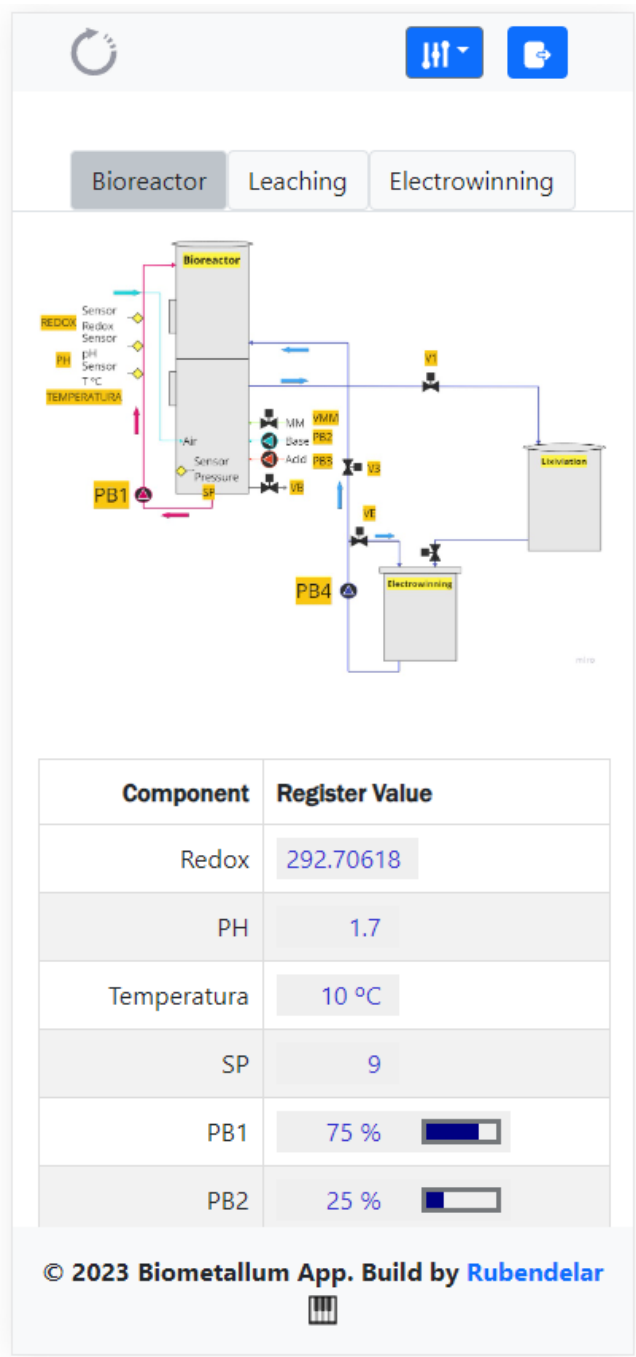 Bioreactor Leaching Electrowinning
Bioreactor
REDOX
Sensor
Redox
Sensor
PH
pH
Sensor
T ºC
TEMPERATURA
V1
MM VMM
Air
Base PB2
Acid PB3
Sensor
Pressure
PB1
SP
VB
V3
Lixiviation
VE
PB4
Electrowinning
miro
Component Register Value
Redox 292.70618
PH 1.7
Temperatura 10 ºC
SP 9
PB1 75 %
PB2 25 %
© 2023 Biometallum App. Build by Rubendelar